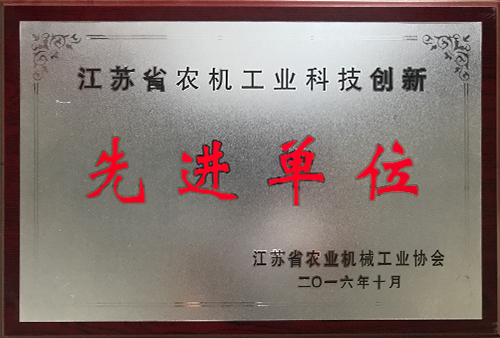 江苏省农机工业科技创新
先进单位
江苏省农业机械工业协会
二〇一六年十月